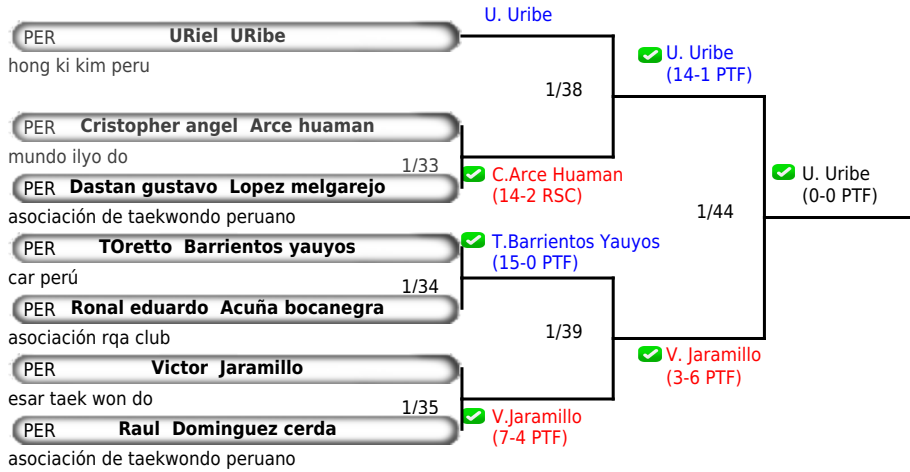 U. Uribe
PER URiel URibe
hong ki kim peru
U. Uribe
(14-1 PTF)
1/38
PER Cristopher angel Arce huaman
mundo ilyo do
1/33
C.Arce Huaman
(14-2 RSC)
PER Dastan gustavo Lopez melgarejo
asociación de taekwondo peruano
U. Uribe
(0-0 PTF)
1/44
PER TOretto Barrientos yauyos
car perú
T.Barrientos Yauyos
(15-0 PTF)
1/34
PER Ronal eduardo Acuña bocanegra
asociación rqa club
1/39
V. Jaramillo
(3-6 PTF)
PER Victor Jaramillo
esar taek won do
1/35
V.Jaramillo
(7-4 PTF)
PER Raul Dominguez cerda
asociación de taekwondo peruano